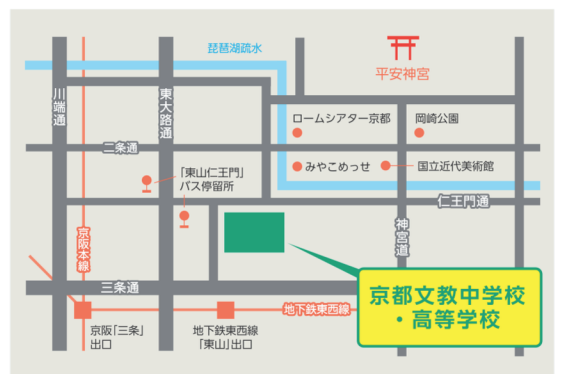 琵琶湖疏水
平安神宮
川端通
東大路通
ロームシアター京都
岡崎公園
二条通
みやこめっせ
国立近代美術館
「東山仁王門」
バス停留所
仁王門通
神宮道
京阪本線
三条通
京都文教中学校
・高等学校
地下鉄東西線
京阪「三条」
出口
地下鉄東西線
「東山」出口